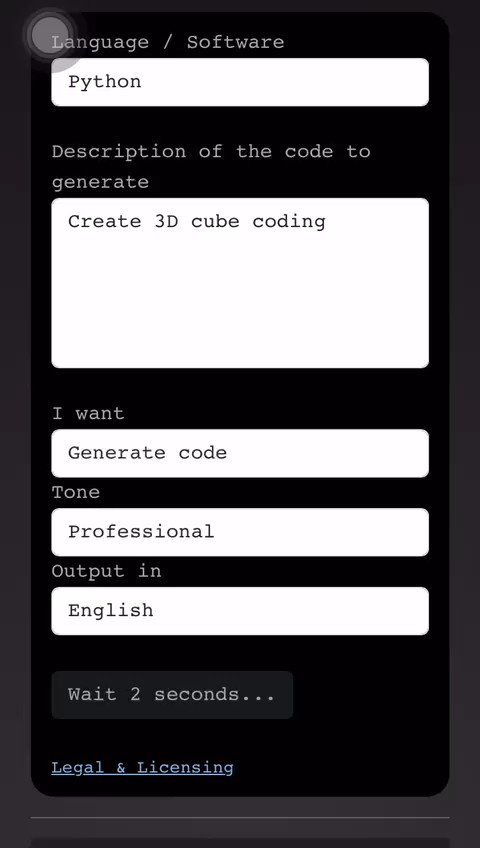 Language / Software
Python
Description of the code to
generate
Create 3D cube coding
I want
Generate code
Tone
Professional
Output in
English
Wait 2 seconds...
Legal & Licensing